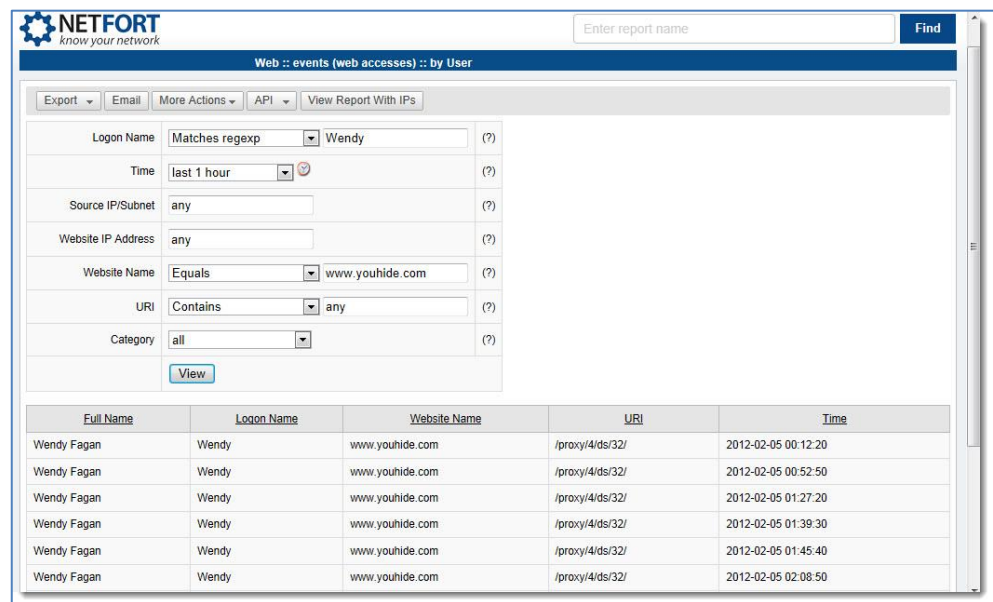 NETFORT
know your network
Enter report name
Find
Web :: events (web accesses) :: by User
Export Email More Actions API View Report With IPs
Logon Name Matches regexp Wendy (?)
Time last 1 hour (?)
Source IP/Subnet any (?)
Website IP Address any (?)
Website Name Equals www.youhide.com (?)
URI Contains any (?)
Category all (?)
View
Full Name Logon Name Website Name URI Time
Wendy Fagan Wendy www.youhide.com /proxy/4/ds/32/ 2012-02-05 00:12:20
Wendy Fagan Wendy www.youhide.com /proxy/4/ds/32/ 2012-02-05 00:52:50
Wendy Fagan Wendy www.youhide.com /proxy/4/ds/32/ 2012-02-05 01:27:20
Wendy Fagan Wendy www.youhide.com /proxy/4/ds/32/ 2012-02-05 01:39:30
Wendy Fagan Wendy www.youhide.com /proxy/4/ds/32/ 2012-02-05 01:45:40
Wendy Fagan Wendy www.youhide.com /proxy/4/ds/32/ 2012-02-05 02:08:50